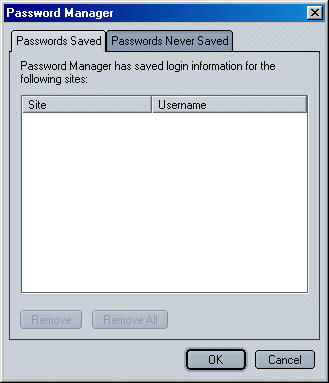 Password Manager
Passwords Saved
Passwords Never Saved
Password Manager has saved login information for the
following sites:
Site
Username
Remove
Remove All
OK
Cancel